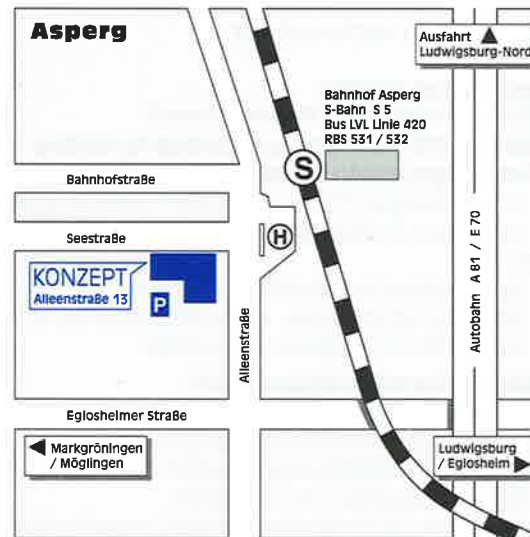 Asperg
Ausfahrt
Ludwigsburg-Nord
Bahnhof Asperg
S-Bahn S 5
Bus LVL Linie 420
RBS 531 / 532
S
Bahnhofstraße
Seestraße
H
KONZEPT
Alleenstraße 13
P
Alleenstraße
Autobahn A 81 / E 70
Eglosheimer Straße
Markgröningen
/ Möglingen
Ludwigsburg
/ Eglosheim